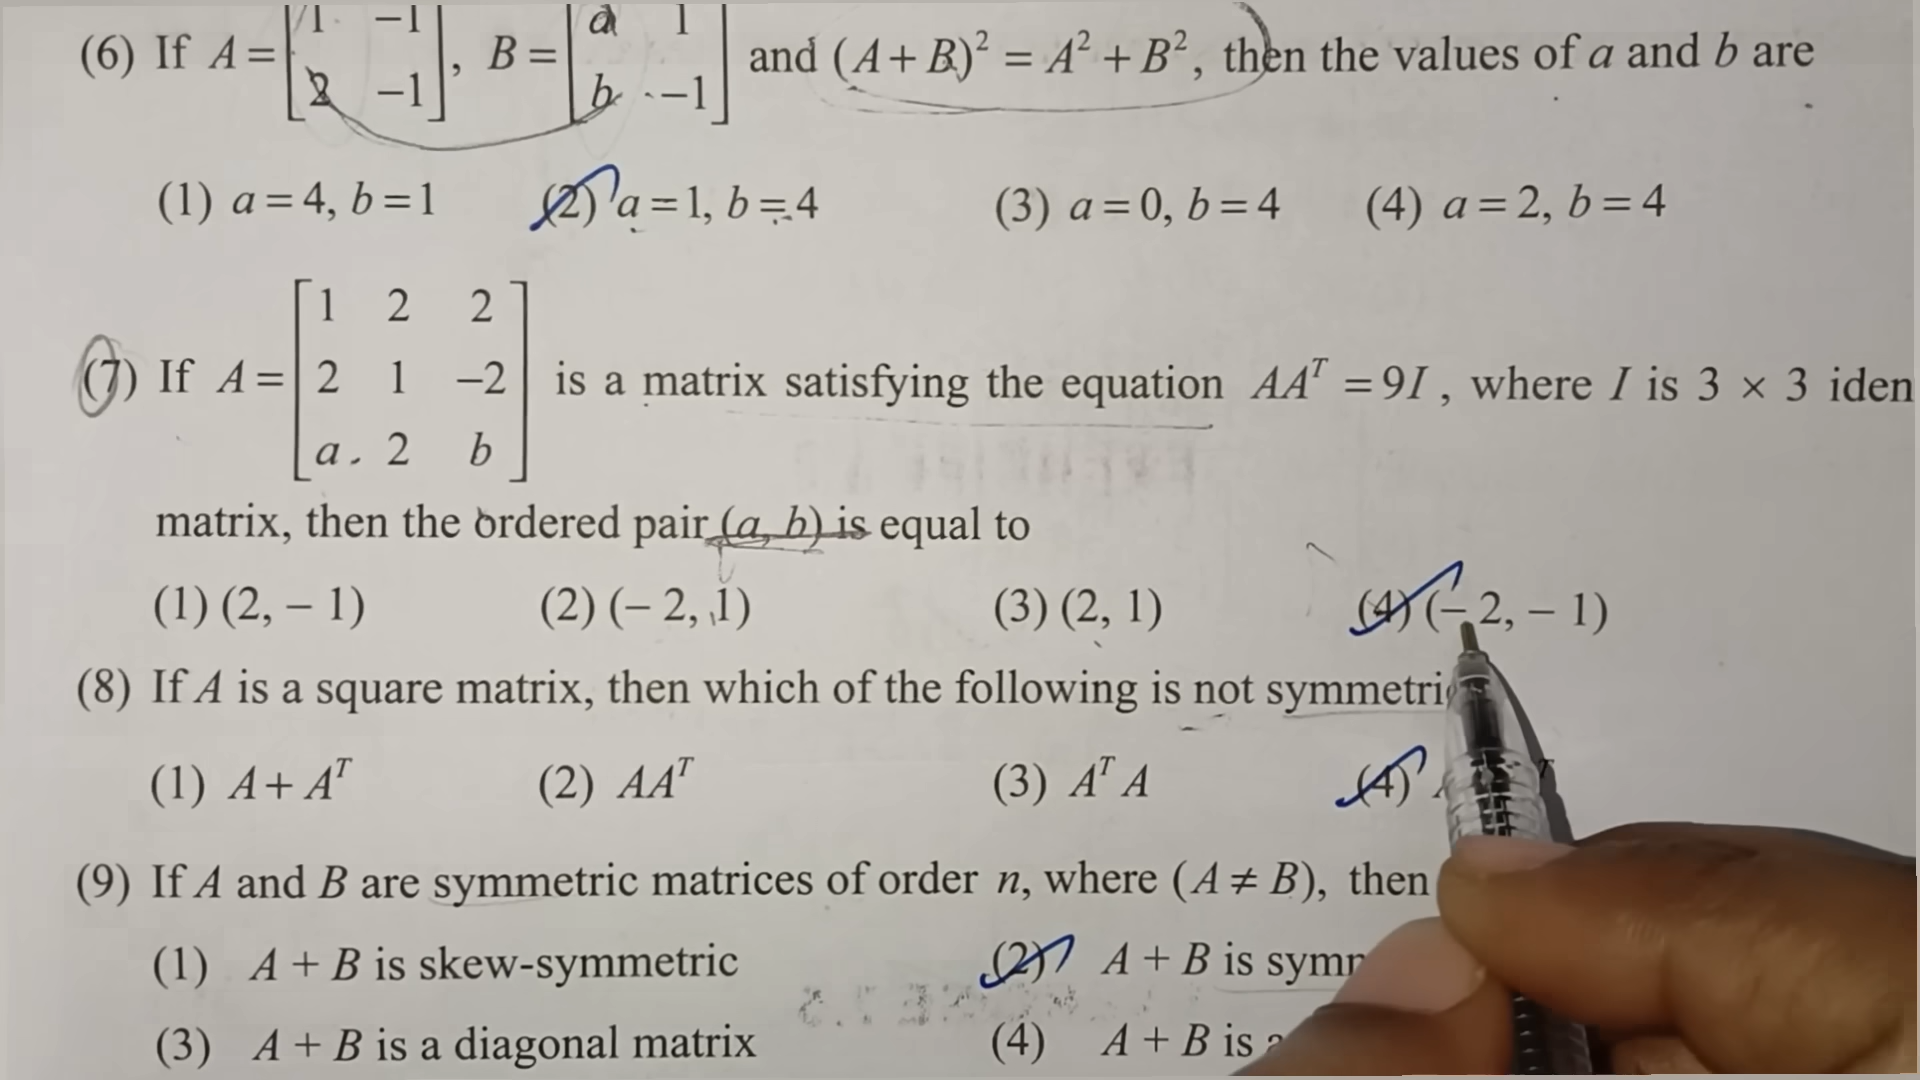 (6) If A = [1 −1 2 −1], B = [a 1 b −1] and (A + B)² = A² + B², then the values of a and b are
(1) a = 4, b = 1 (2) a = 1, b = 4 (3) a = 0, b = 4 (4) a = 2, b = 4
(7) If A = [1 2 2 2 1 −2 a 2 b] is a matrix satisfying the equation AAᵀ = 9I, where I is 3 × 3 iden
matrix, then the ordered pair (a, b) is equal to
(1) (2, − 1) (2) (− 2, 1) (3) (2, 1) (4) (− 2, − 1)
(8) If A is a square matrix, then which of the following is not symmetri
(1) A + Aᵀ (2) AAᵀ (3) Aᵀ A (4)
(9) If A and B are symmetric matrices of order n, where (A ≠ B), then
(1) A + B is skew-symmetric (2) A + B is symm
(3) A + B is a diagonal matrix (4) A + B is a